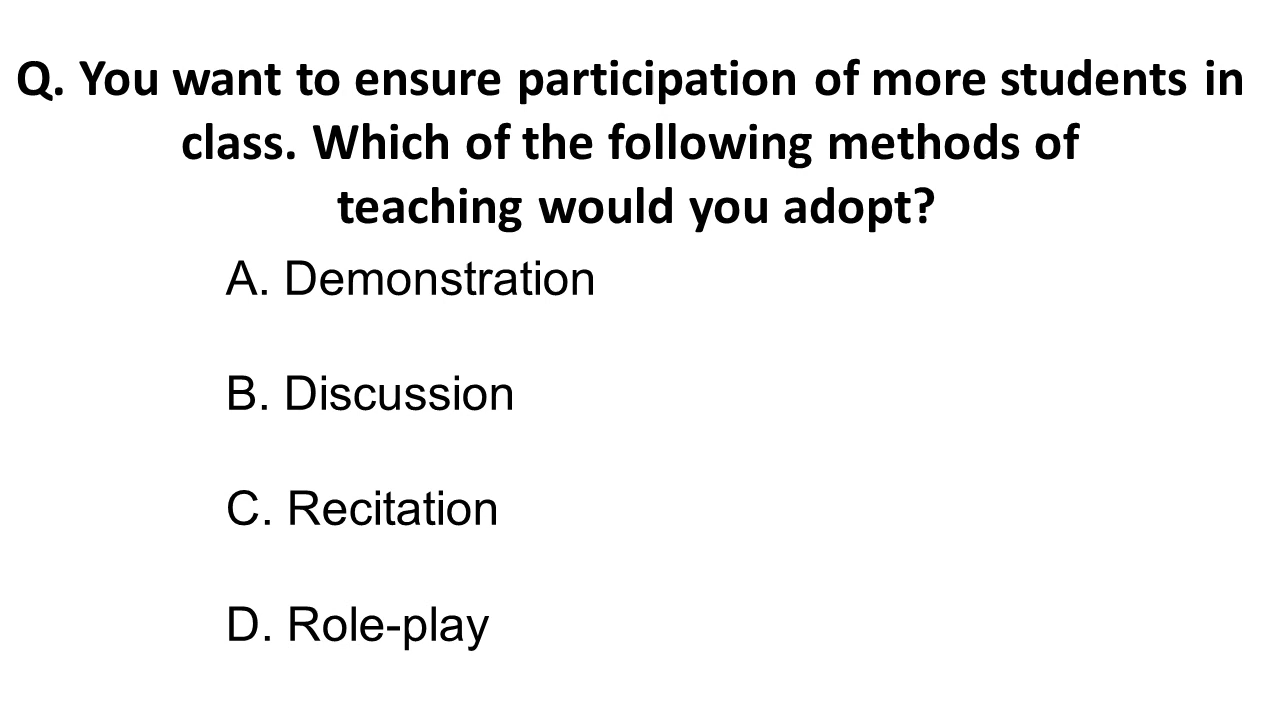 Q. You want to ensure participation of more students in
class. Which of the following methods of
teaching would you adopt?
A. Demonstration
B. Discussion
C. Recitation
D. Role-play